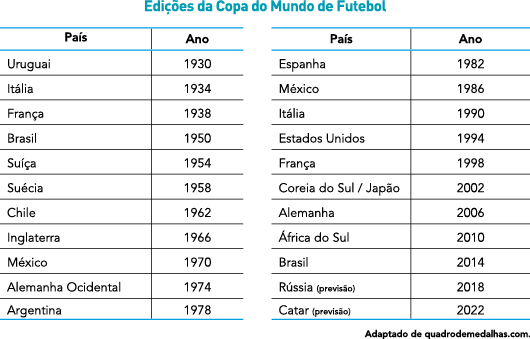 Edições da Copa do Mundo de Futebol
País Ano
Uruguai 1930
Itália 1934
França 1938
Brasil 1950
Suíça 1954
Suécia 1958
Chile 1962
Inglaterra 1966
México 1970
Alemanha Ocidental 1974
Argentina 1978
País Ano
Espanha 1982
México 1986
Itália 1990
Estados Unidos 1994
França 1998
Coreia do Sul / Japão 2002
Alemanha 2006
África do Sul 2010
Brasil 2014
Rússia (previsão) 2018
Catar (previsão) 2022
Adaptado de quadrodemedalhas.com.